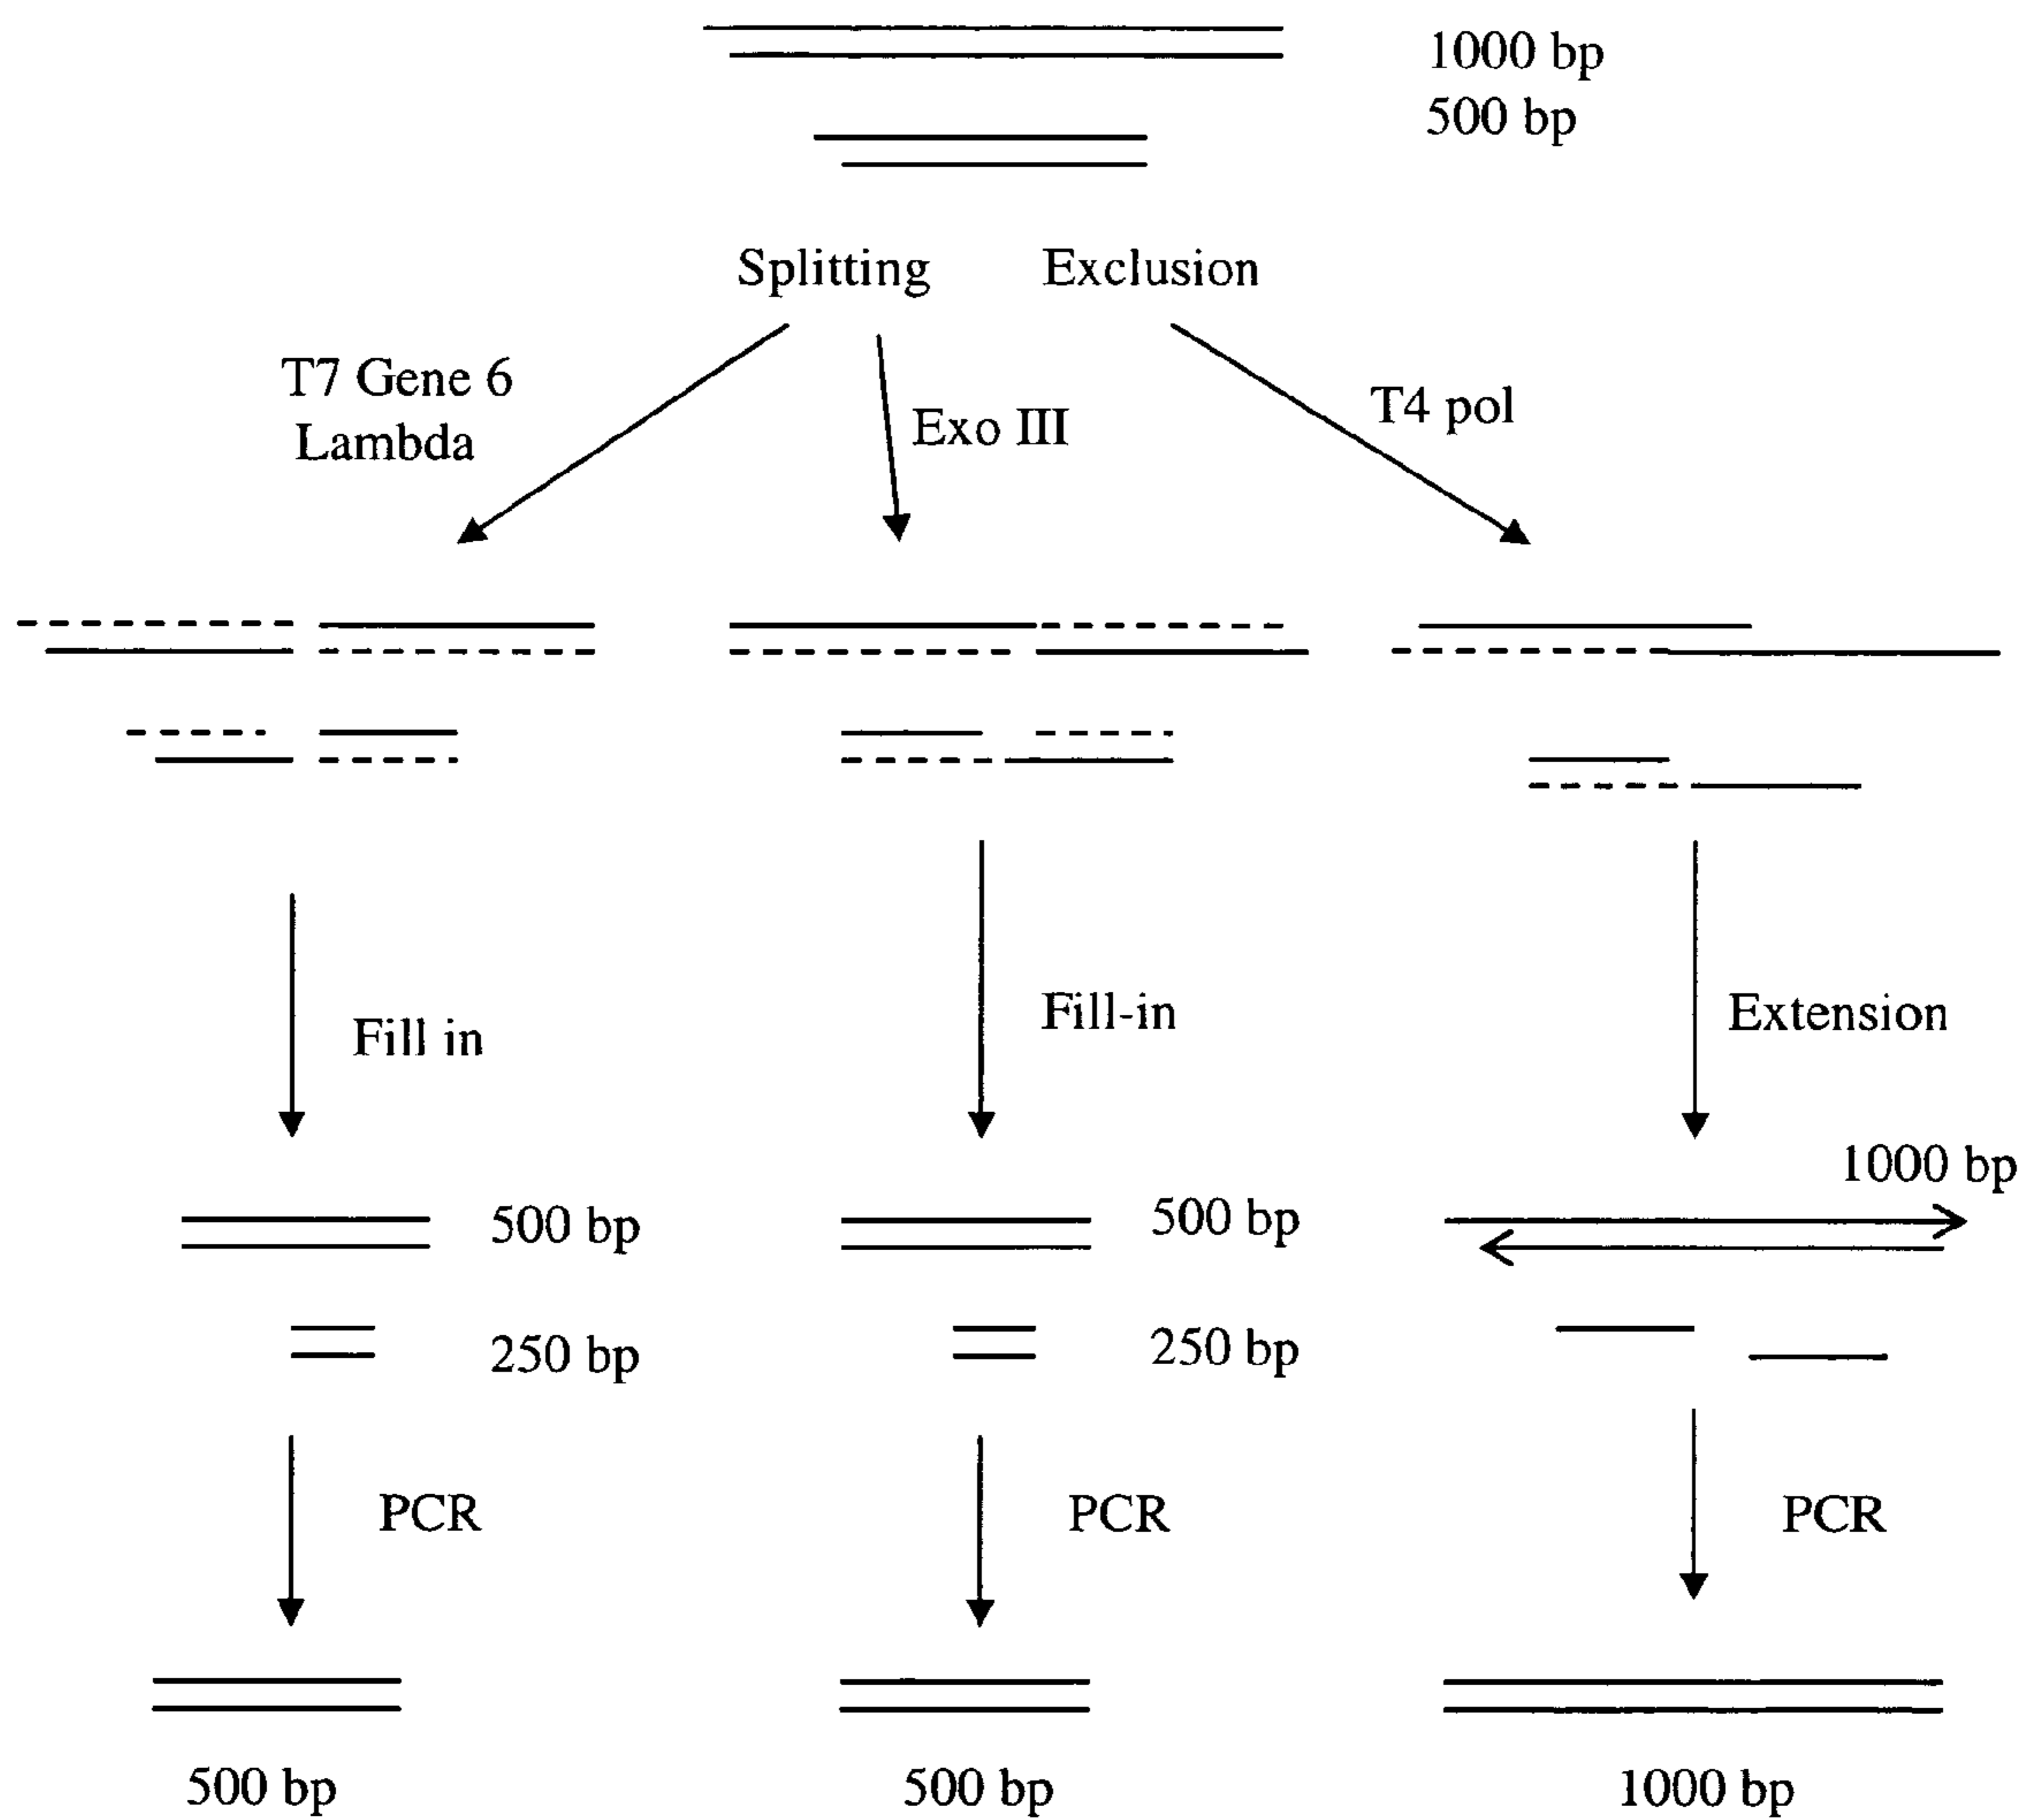 1000 bp
500 bp
Splitting
Exclusion
T7 Gene 6
Lambda
Exo III
T4 pol
Fill in
Fill-in
Extension
1000 bp
500 bp
500 bp
250 bp
250 bp
PCR
PCR
PCR
500 bp
500 bp
1000 bp